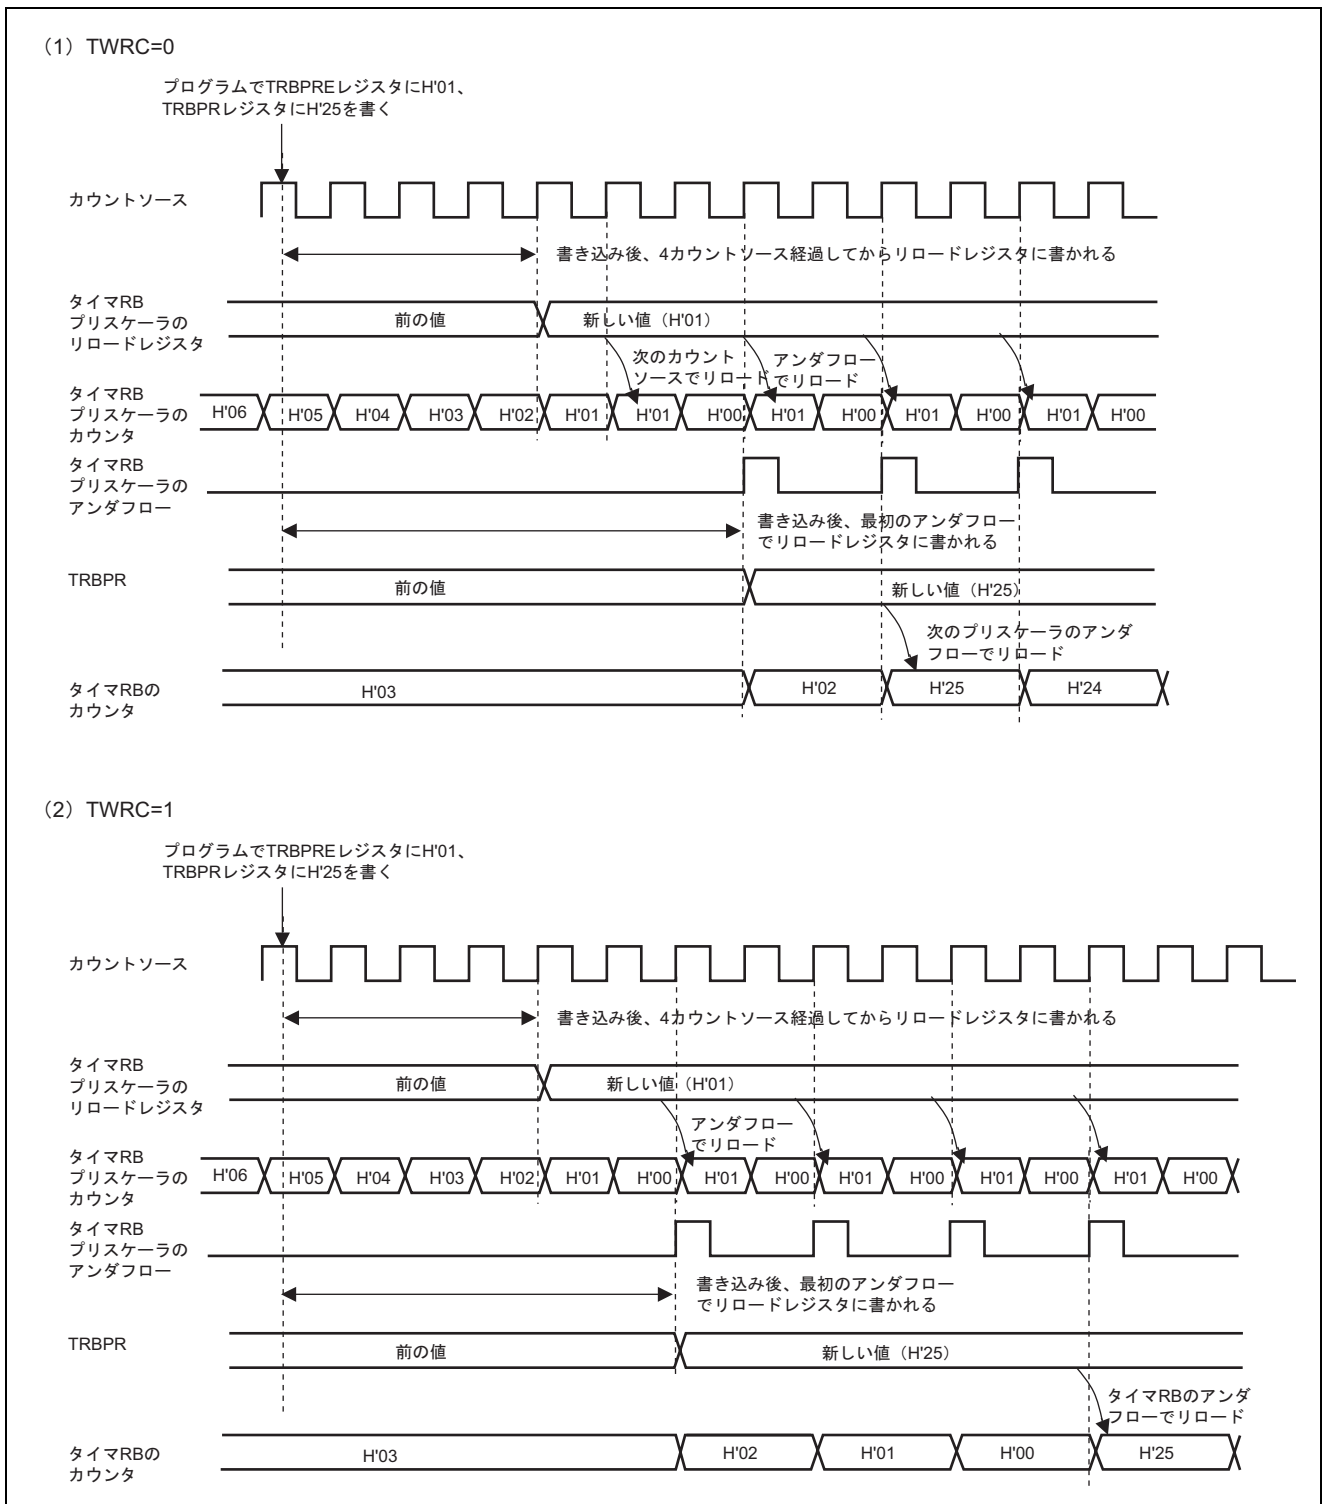 （1）TWRC=0
プログラムでTRBPREレジスタにH'01、
TRBPRレジスタにH'25を書く
カウントソース
書き込み後、4カウントソース経過してからリロードレジスタに書かれる
タイマRB
プリスケーラの
リロードレジスタ
前の値
新しい値（H'01）
次のカウント
ソースでリロード
アンダフロー
でリロード
タイマRB
プリスケーラの
カウンタ
H'06 H'05 H'04 H'03 H'02 H'01 H'01 H'00 H'01 H'00 H'01 H'00 H'01 H'00
タイマRB
プリスケーラの
アンダフロー
書き込み後、最初のアンダフロー
でリロードレジスタに書かれる
TRBPR
前の値
新しい値（H'25）
次のプリスケーラのアンダ
フローでリロード
タイマRBの
カウンタ
H'03 H'02 H'25 H'24
（2）TWRC=1
プログラムでTRBPREレジスタにH'01、
TRBPRレジスタにH'25を書く
カウントソース
書き込み後、4カウントソース経過してからリロードレジスタに書かれる
タイマRB
プリスケーラの
リロードレジスタ
前の値
新しい値（H'01）
アンダフロー
でリロード
タイマRB
プリスケーラの
カウンタ
H'06 H'05 H'04 H'03 H'02 H'01 H'00 H'01 H'00 H'01 H'00 H'01 H'00 H'01 H'00
タイマRB
プリスケーラの
アンダフロー
書き込み後、最初のアンダフロー
でリロードレジスタに書かれる
TRBPR
前の値
新しい値（H'25）
タイマRBのアンダ
フローでリロード
タイマRBの
カウンタ
H'03 H'02 H'01 H'00 H'25